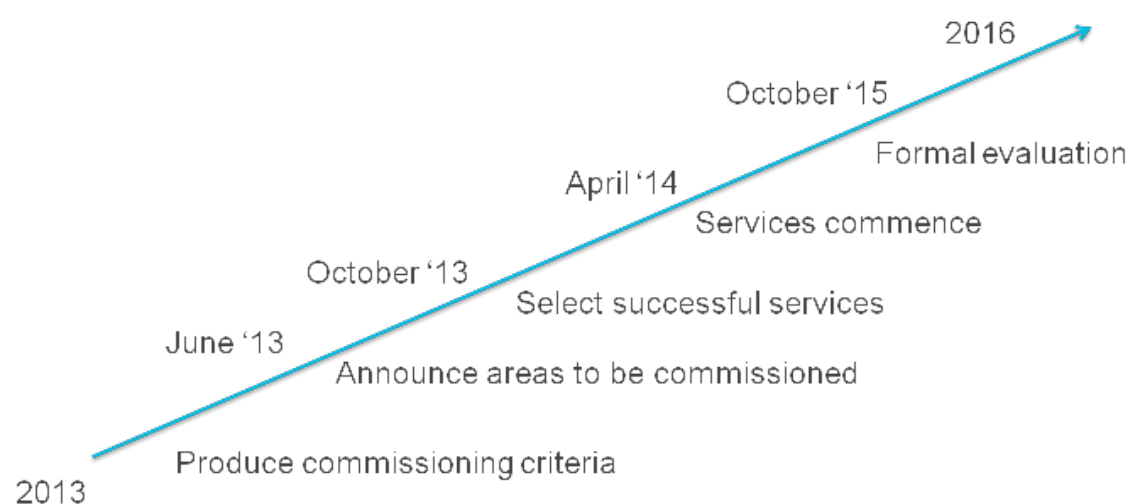 2016
October ‘15
Formal evaluation
April ‘14
Services commence
October ‘13
Select successful services
June ‘13
Announce areas to be commissioned
Produce commissioning criteria
2013